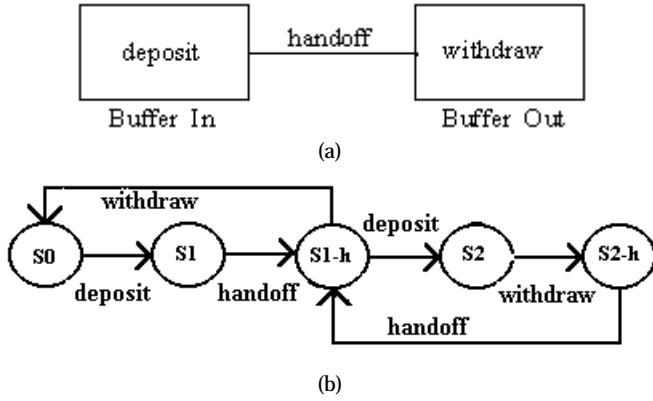 handoff
deposit
withdraw
Buffer In
Buffer Out
(a)
withdraw
deposit
S0
S1
S1-h
S2
S2-h
deposit
handoff
withdraw
handoff
(b)